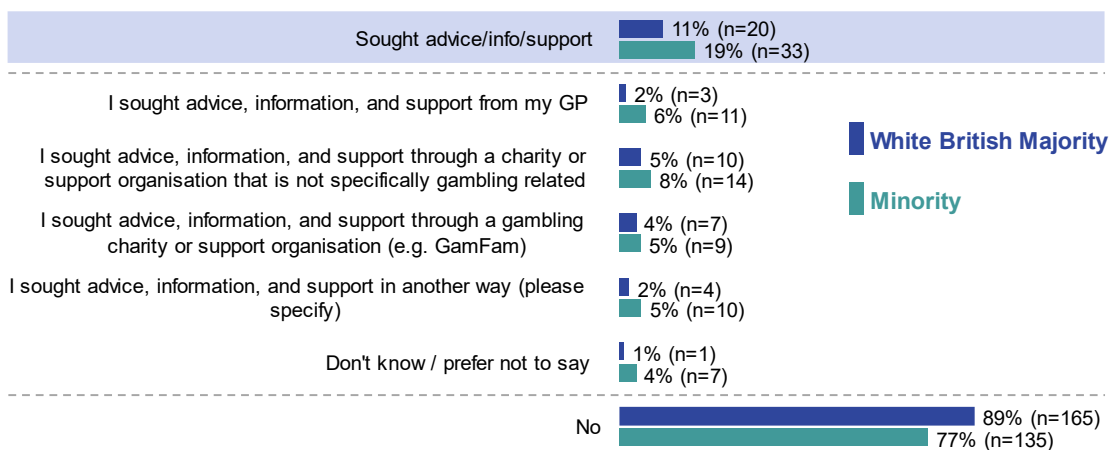 Sought advice/info/support
11% (n=20)
19% (n=33)
I sought advice, information, and support from my GP
2% (n=3)
6% (n=11)
I sought advice, information, and support through a charity or
support organisation that is not specifically gambling related
5% (n=10)
8% (n=14)
I sought advice, information, and support through a gambling
charity or support organisation (e.g. GamFam)
4% (n=7)
5% (n=9)
I sought advice, information, and support in another way (please
specify)
2% (n=4)
5% (n=10)
Don't know / prefer not to say
1% (n=1)
4% (n=7)
No
89% (n=165)
77% (n=135)
White British Majority
Minority